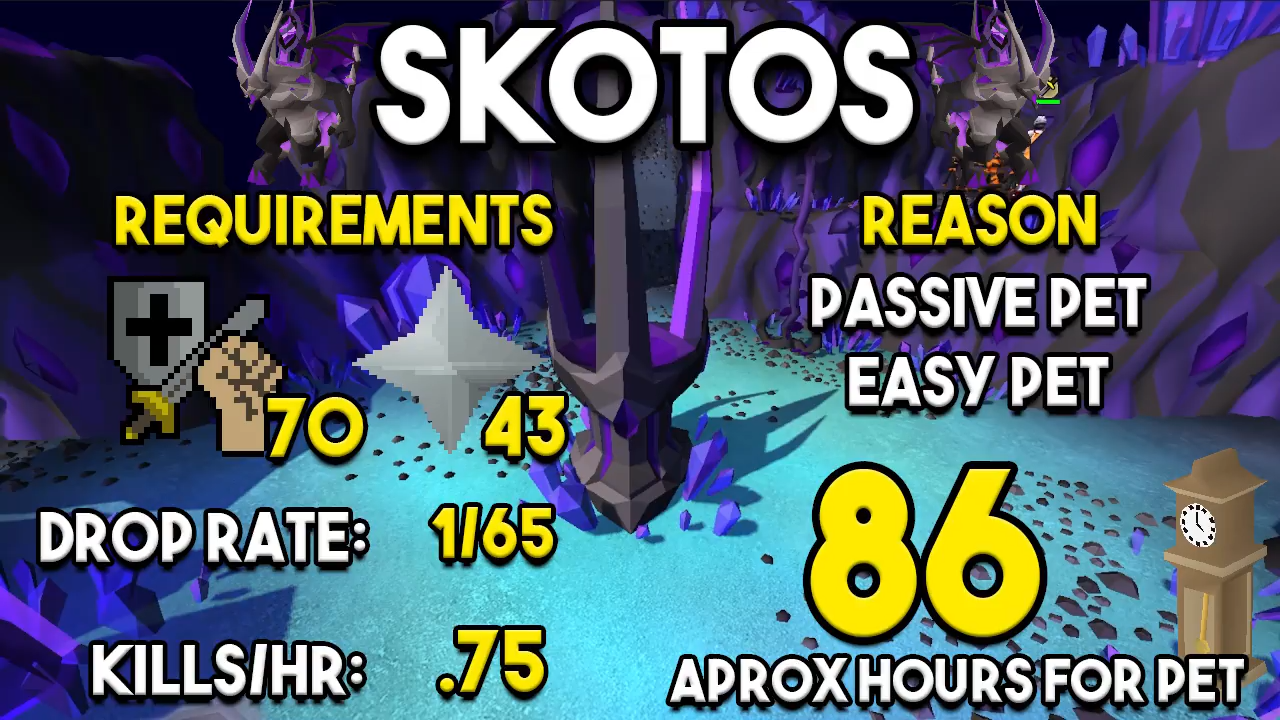 SKOTOS
REQUIREMENTS
70
43
DROP RATE: 1/65
KILLS/HR: .75
REASON
PASSIVE PET
EASY PET
86
APROX HOURS FOR PET